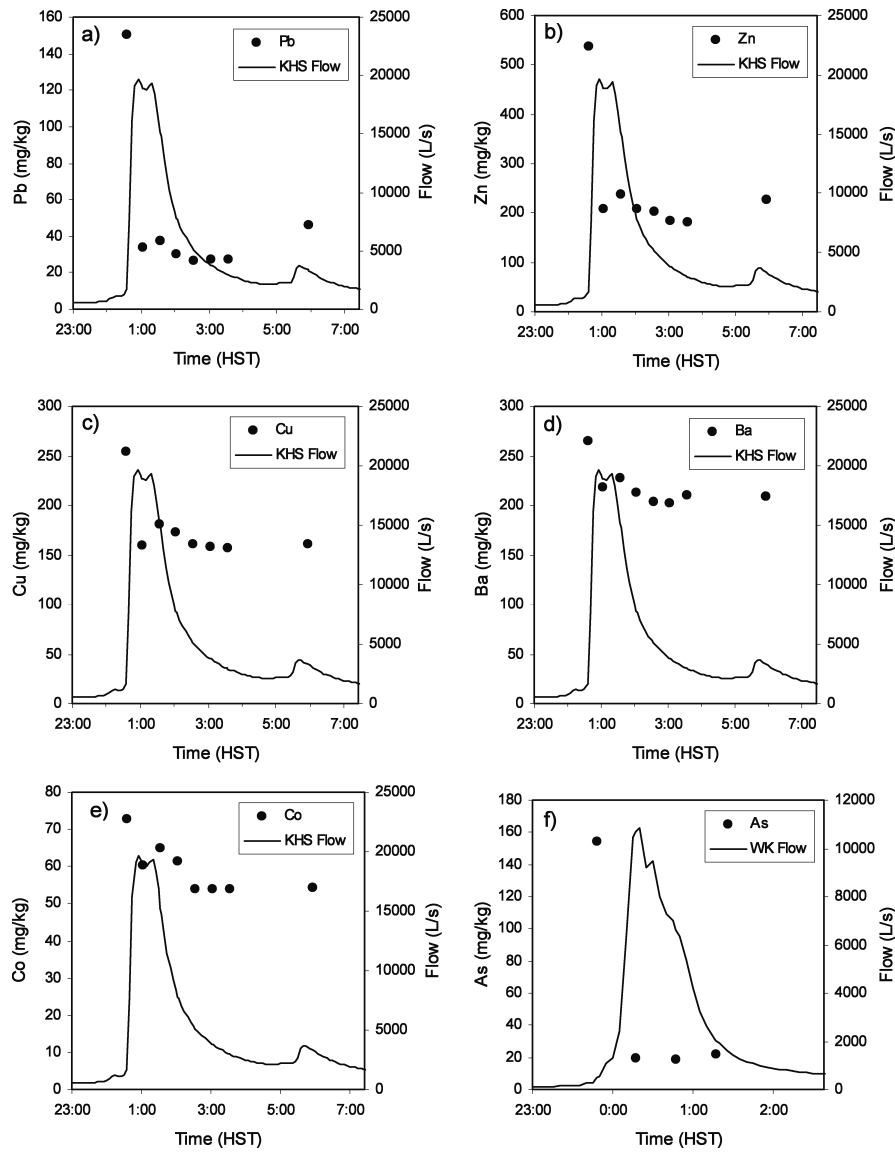 a)
Pb
KHS Flow
160
140
120
100
80
60
40
20
0
Pb (mg/kg)
25000
20000
15000
10000
5000
0
Flow (L/s)
23:00 1:00 3:00 5:00 7:00
Time (HST)
b)
Zn
KHS Flow
600
500
400
300
200
100
0
Zn (mg/kg)
25000
20000
15000
10000
5000
0
Flow (L/s)
23:00 1:00 3:00 5:00 7:00
Time (HST)
c)
Cu
KHS Flow
300
250
200
150
100
50
0
Cu (mg/kg)
25000
20000
15000
10000
5000
0
Flow (L/s)
23:00 1:00 3:00 5:00 7:00
Time (HST)
d)
Ba
KHS Flow
300
250
200
150
100
50
0
Ba (mg/kg)
25000
20000
15000
10000
5000
0
Flow (L/s)
23:00 1:00 3:00 5:00 7:00
Time (HST)
e)
Co
KHS Flow
80
70
60
50
40
30
20
10
0
Co (mg/kg)
25000
20000
15000
10000
5000
0
Flow (L/s)
23:00 1:00 3:00 5:00 7:00
Time (HST)
f)
As
WK Flow
180
160
140
120
100
80
60
40
20
0
As (mg/kg)
12000
10000
8000
6000
4000
2000
0
Flow (L/s)
23:00 0:00 1:00 2:00
Time (HST)